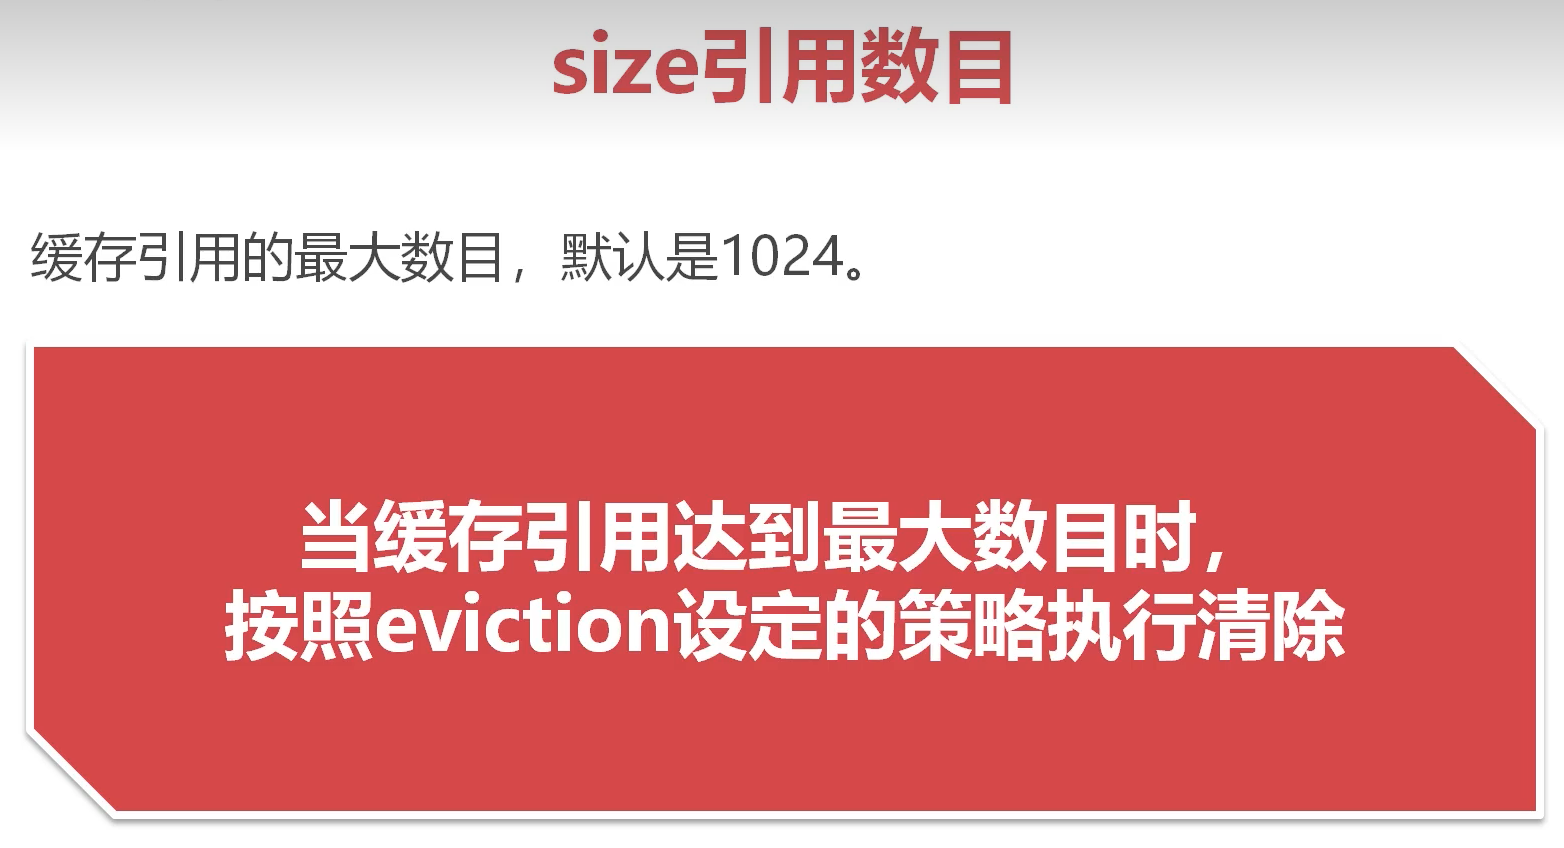 size引用数目
缓存引用的最大数目，默认是1024。
当缓存引用达到最大数目时，
按照eviction设定的策略执行清除